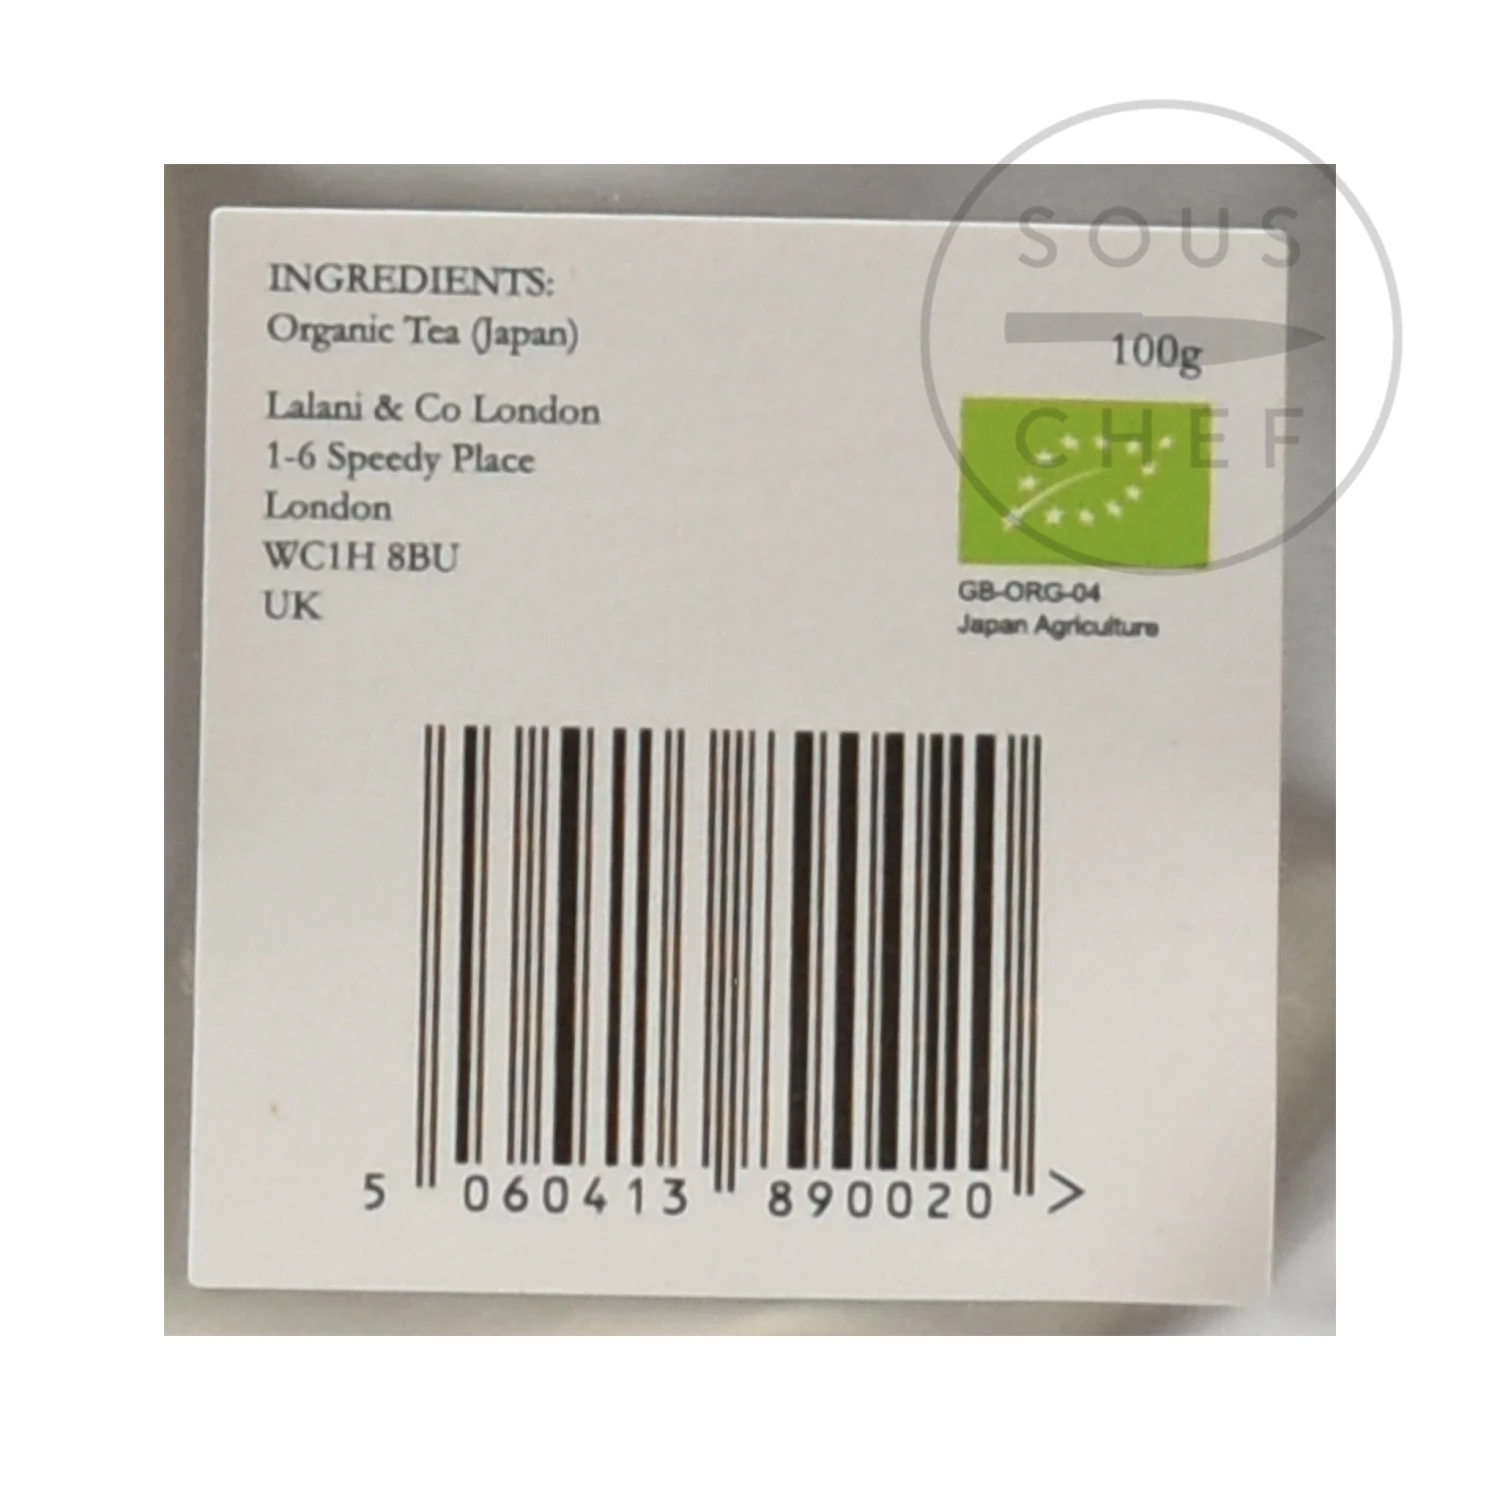 SOUS
CHEF
INGREDIENTS:
Organic Tea (Japan)
100g
Lalani & Co London
1-6 Speedy Place
London
WC1H 8BU
UK
GB-ORG-04
Japan Agriculture
5 060413 890020 >